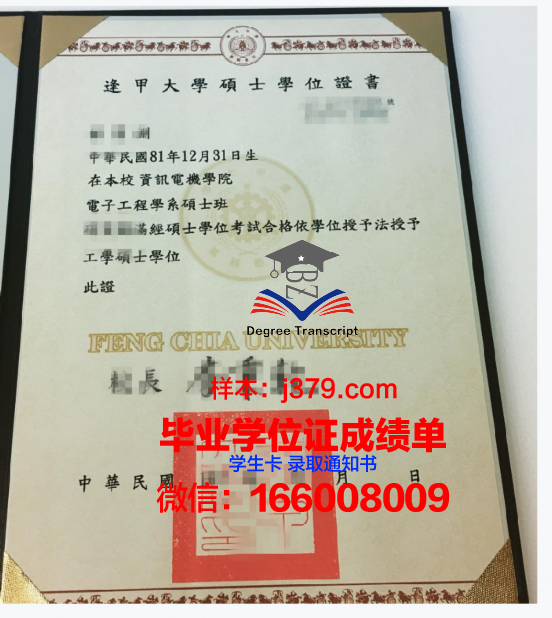 逢甲大學碩士學位證書
號
中華民國81年12月31日生
在本校 資訊電機學院
電子工程學系碩士班
滿經碩士學位考試合格依學位授予法授予
工學碩士學位
此證
BNZ
Degree Transcript
FENG CHIA UNIVERSITY
校長
样本：j379.com
毕业学位证成绩单
学生卡 录取通知书
中華民國 月 日
微信：166008009